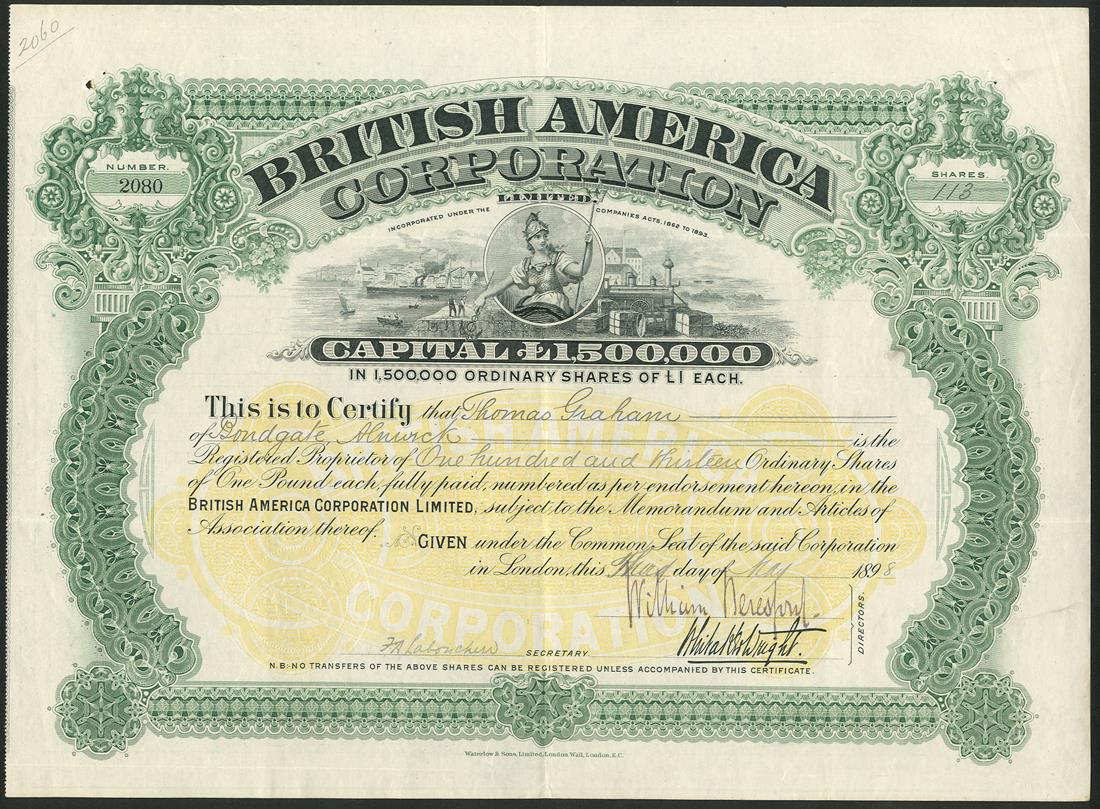 2060
NUMBER.
2080
SHARES.
113
BRITISH AMERICA
CORPORATION
LIMITED.
INCORPORATED UNDER THE COMPANIES ACTS, 1862 TO 1893.
CAPITAL £1,500,000
IN 1,500,000 ORDINARY SHARES OF £1 EACH.
This is to Certify that Thomas Graham
of Bondgate, Alnwick is the
Registered Proprietor of One hundred and thirteen Ordinary Shares
of One Pound each, fully paid, numbered as per endorsement hereon, in the
BRITISH AMERICA CORPORATION LIMITED, subject to the Memorandum and Articles of
Association thereof.
GIVEN under the Common Seal of the said Corporation
in London, this day of May 1898
William Beresford.
DIRECTORS.
Whitaker Wright.
F A Labouchere SECRETARY.
N.B:-NO TRANSFERS OF THE ABOVE SHARES CAN BE REGISTERED UNLESS ACCOMPANIED BY THIS CERTIFICATE.
Waterlow & Sons, Limited, London Wall, London, E.C.
BRITISH AMERICA
CORPORATION